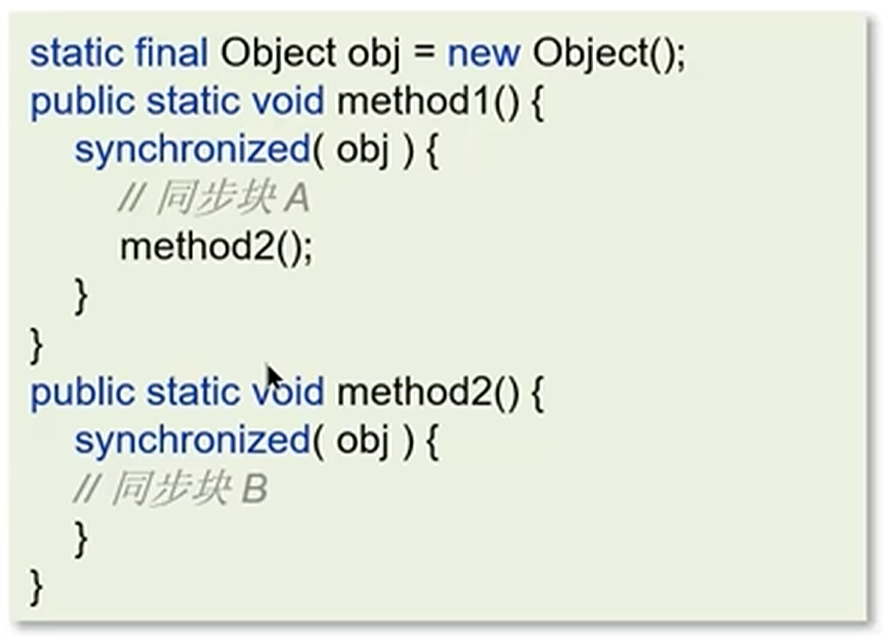 static final Object obj = new Object();
public static void method1() {
synchronized( obj ) {
// 同步块 A
method2();
}
}
public static void method2() {
synchronized( obj ) {
// 同步块 B
}
}